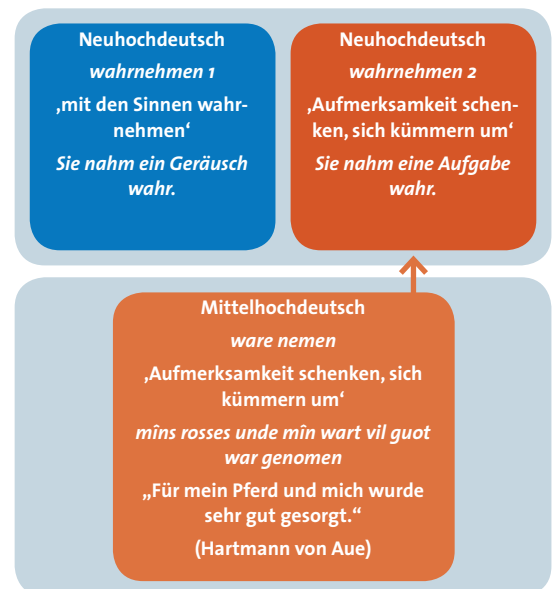 Neuhochdeutsch
wahrnehmen 1
‚mit den Sinnen wahr-
nehmen‘
Sie nahm ein Geräusch
wahr.
Neuhochdeutsch
wahrnehmen 2
‚Aufmerksamkeit schen-
ken, sich kümmern um‘
Sie nahm eine Aufgabe
wahr.
Mittelhochdeutsch
ware nemen
‚Aufmerksamkeit schenken, sich
kümmern um‘
mîns rosses unde mîn wart vil guot
war genomen
„Für mein Pferd und mich wurde
sehr gut gesorgt.“
(Hartmann von Aue)